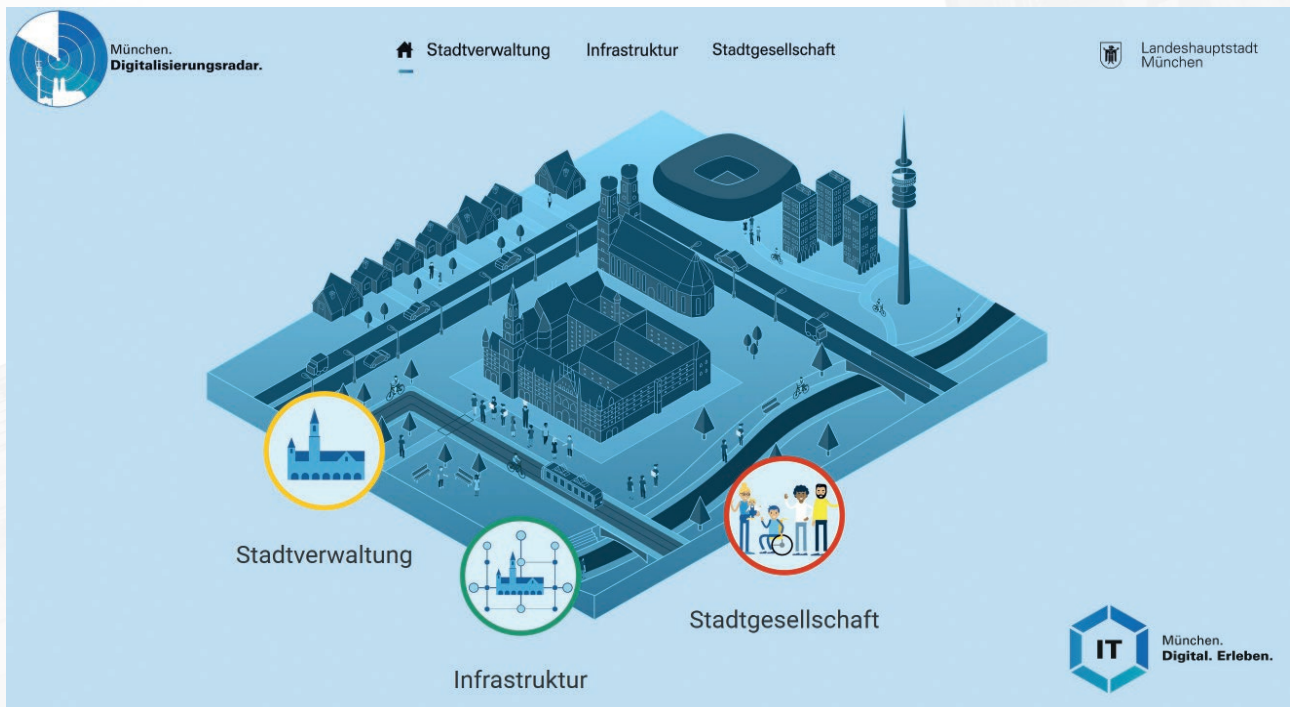 München.
Digitalisierungsradar.
Stadtverwaltung
Infrastruktur
Stadtgesellschaft
Landeshauptstadt
München
Stadtverwaltung
Infrastruktur
Stadtgesellschaft
IT
München.
Digital. Erleben.